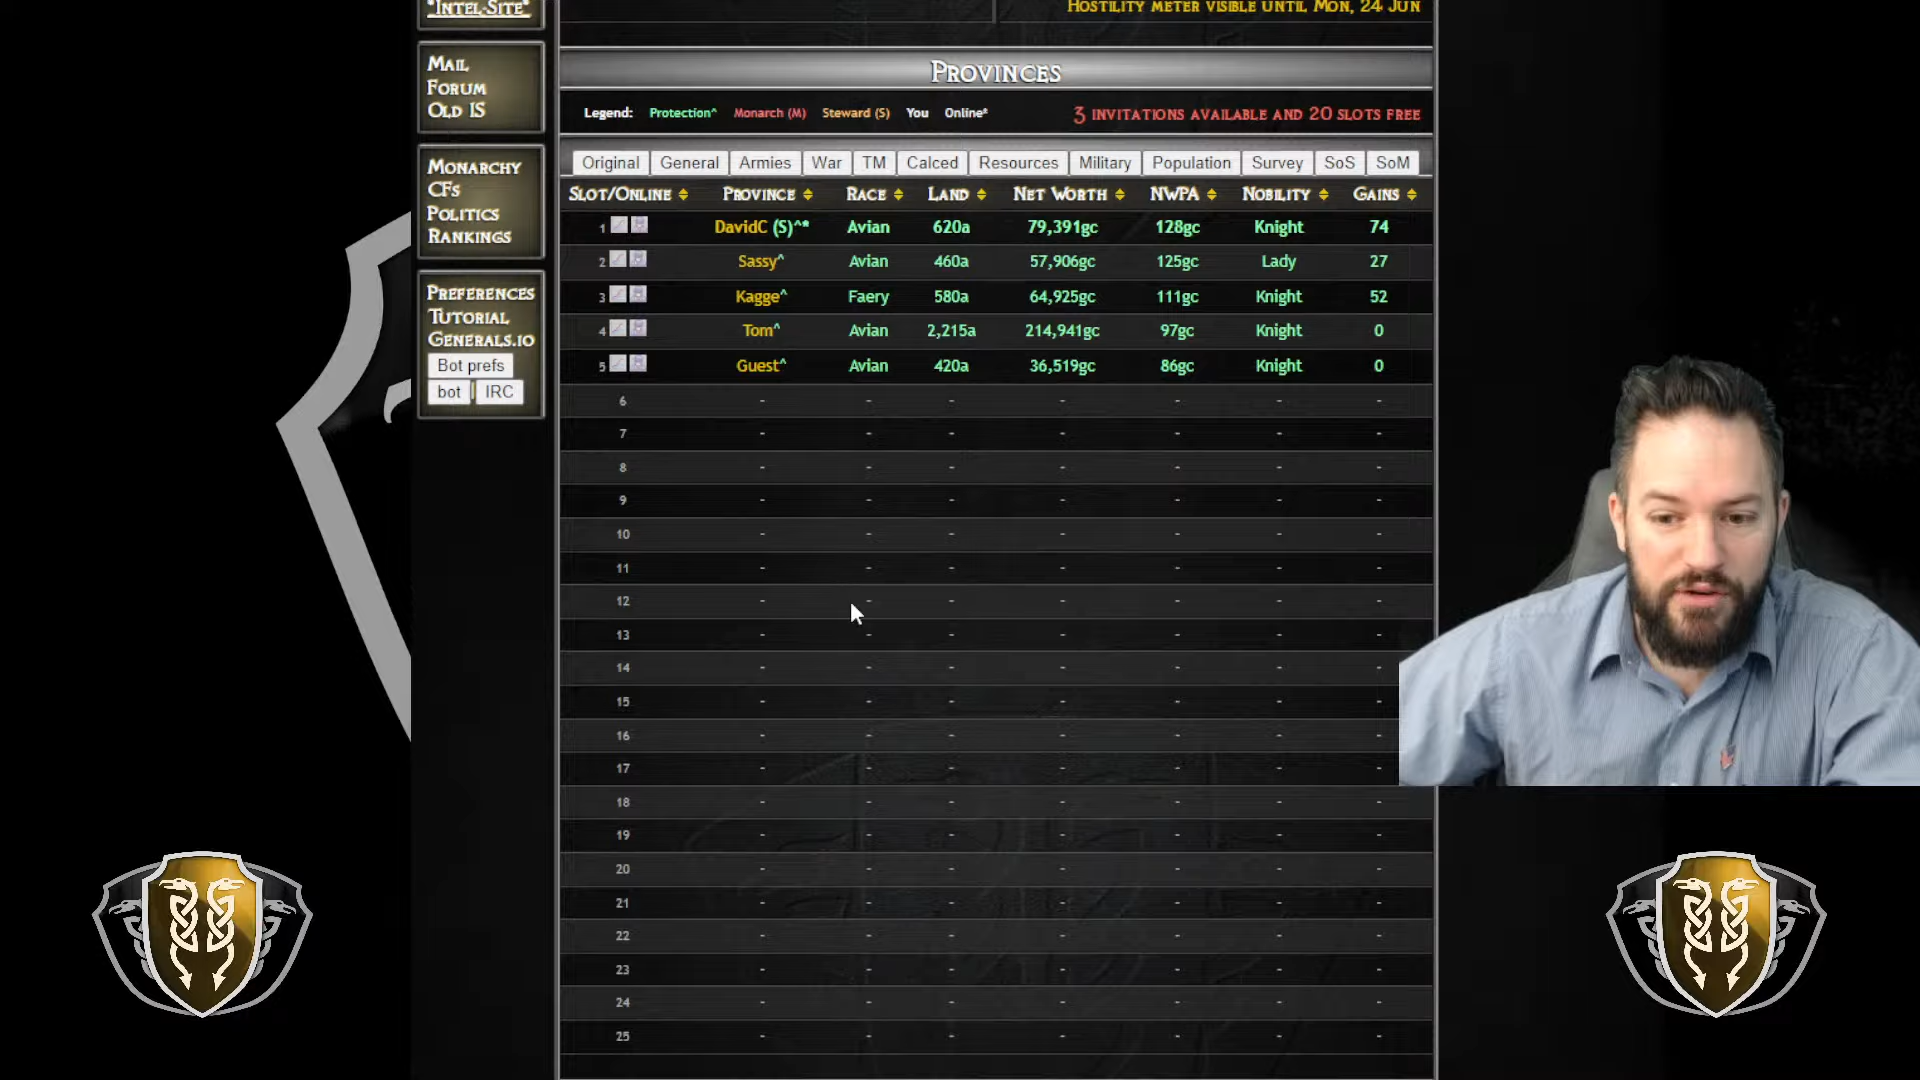 *Intel-Site*
Hostility meter visible until Mon, 24 Jun
Mail
Forum
Old IS
Monarchy
CFs
Politics
Rankings
Preferences
Tutorial
Generals.io
Bot prefs
bot | IRC
Provinces
Legend: Protection^ Monarch (M) Steward (S) You Online* 3 invitations available and 20 slots free
Original General Armies War TM Calced Resources Military Population Survey SoS SoM
Slot/Online Province Race Land Net Worth NWPA Nobility Gains
1 DavidC (S)^* Avian 620a 79,391gc 128gc Knight 74
2 Sassy^ Avian 460a 57,906gc 125gc Lady 27
3 Kagge^ Faery 580a 64,925gc 111gc Knight 52
4 Tom^ Avian 2,215a 214,941gc 97gc Knight 0
5 Guest^ Avian 420a 36,519gc 86gc Knight 0
6 - - - - - - -
7 - - - - - - -
8 - - - - - - -
9 - - - - - - -
10 - - - - - - -
11 - - - - - - -
12 - - - - - - -
13 - - - - - - -
14 - - - - - - -
15 - - - - - - -
16 - - - - - - -
17 - - - - - - -
18 - - - - - - -
19 - - - - - - -
20 - - - - - - -
21 - - - - - - -
22 - - - - - - -
23 - - - - - - -
24 - - - - - - -
25 - - - - - - -